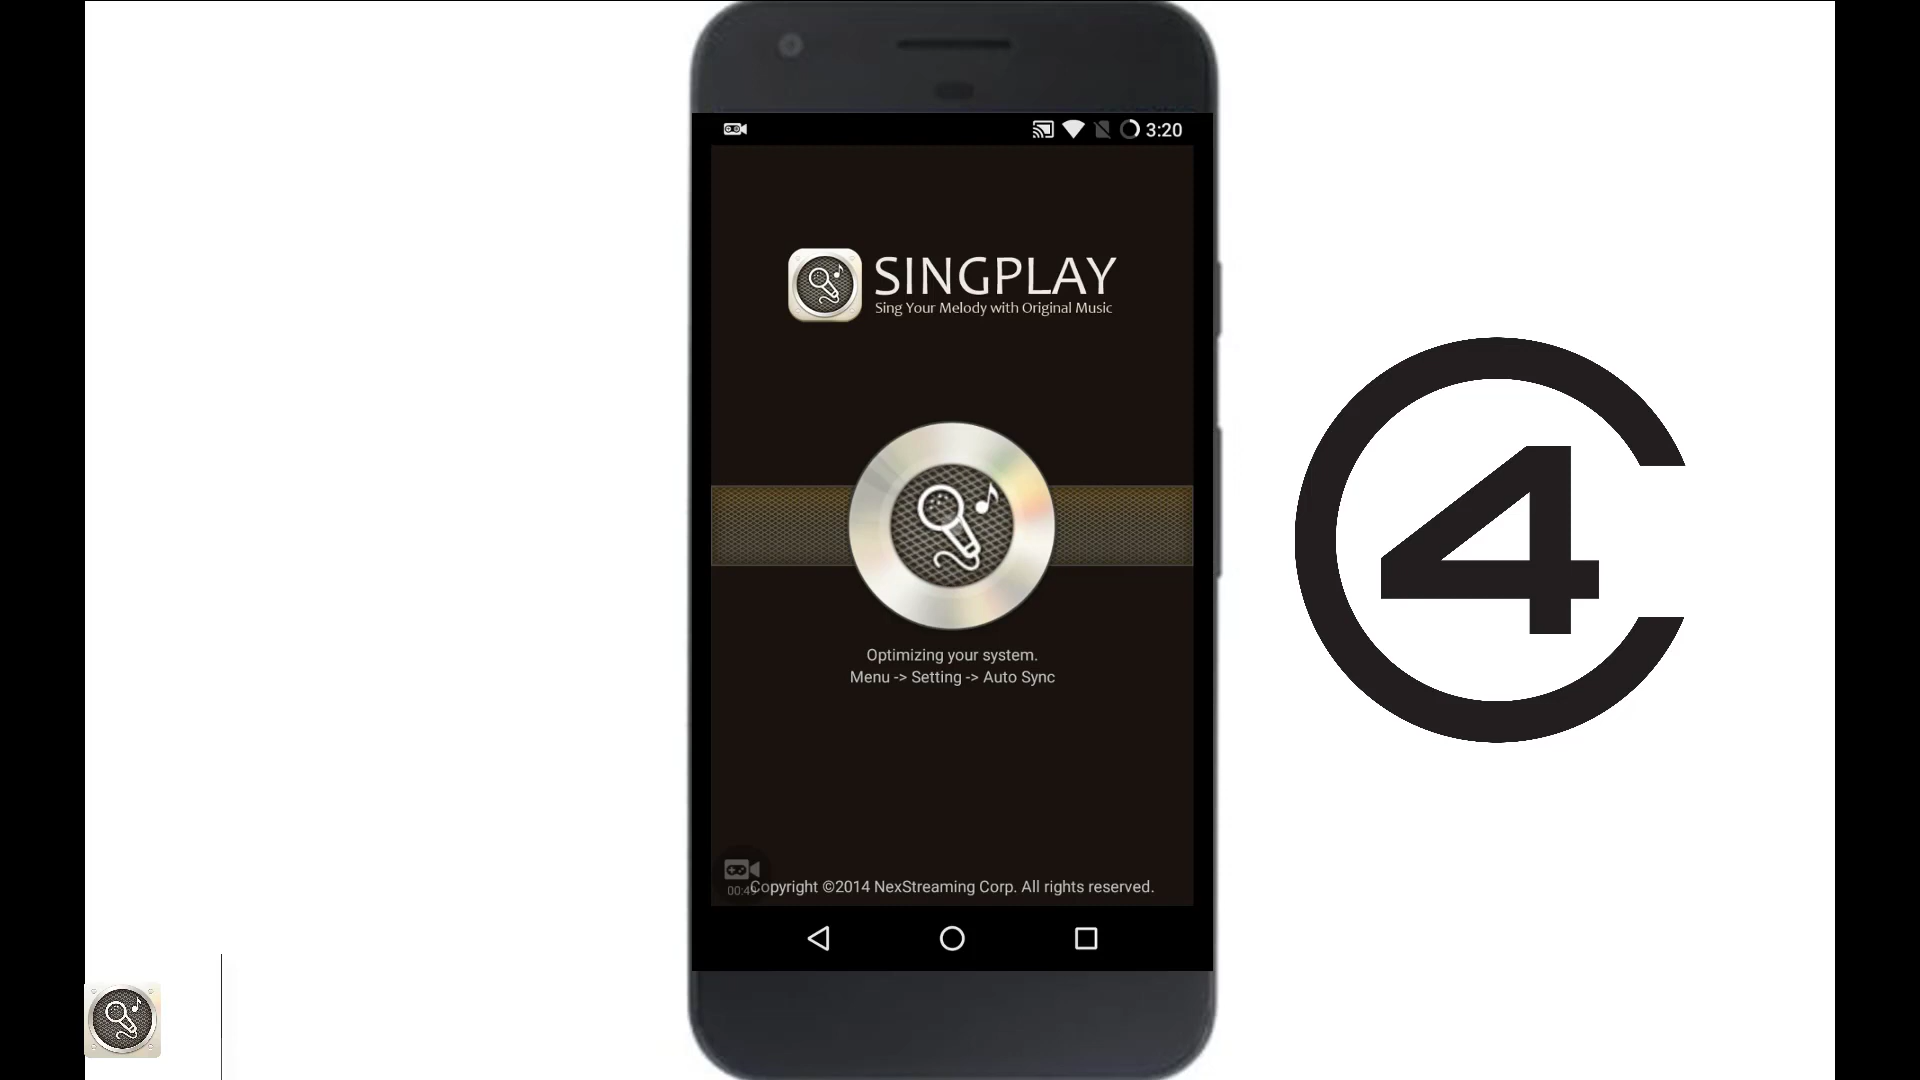 3:20
SINGPLAY
Sing Your Melody with Original Music
4
Optimizing your system.
Menu -> Setting -> Auto Sync
Copyright ©2014 NexStreaming Corp. All rights reserved.